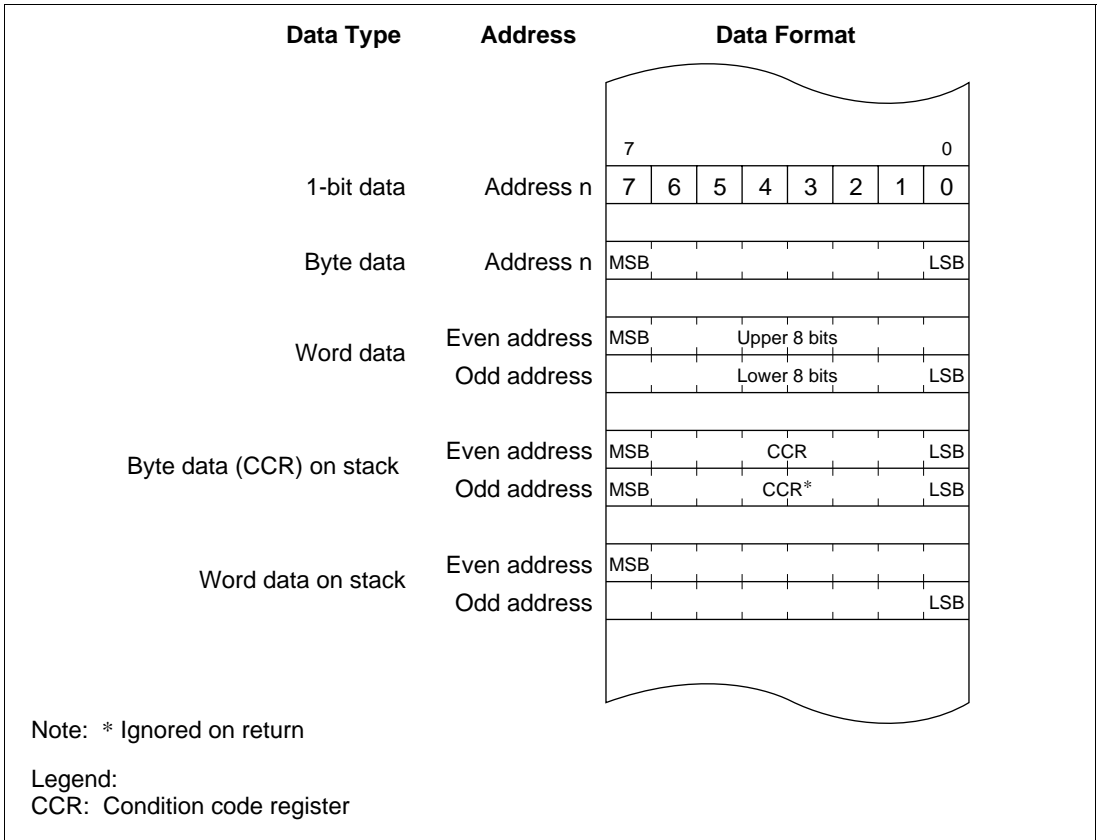 Data Type Address Data Format
7 0
1-bit data Address n 7 6 5 4 3 2 1 0
Byte data Address n MSB LSB
Word data
Even address MSB Upper 8 bits
Odd address Lower 8 bits LSB
Byte data (CCR) on stack
Even address MSB CCR LSB
Odd address MSB CCR* LSB
Word data on stack
Even address MSB
Odd address LSB
Note: * Ignored on return
Legend:
CCR: Condition code register